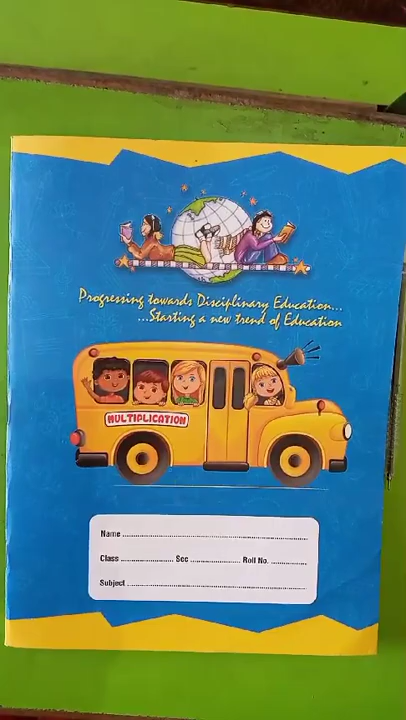 Progressing towards Disciplinary Education...
...Starting a new trend of Education
MULTIPLICATION
Name ........................................................
Class ................. Sec ................. Roll No. ............
Subject ........................................................